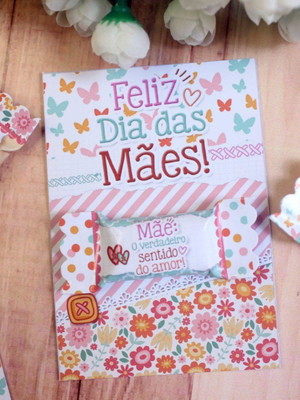 Feliz
Dia das
Mães!
Mãe:
o verdadeiro
sentido
do amor!